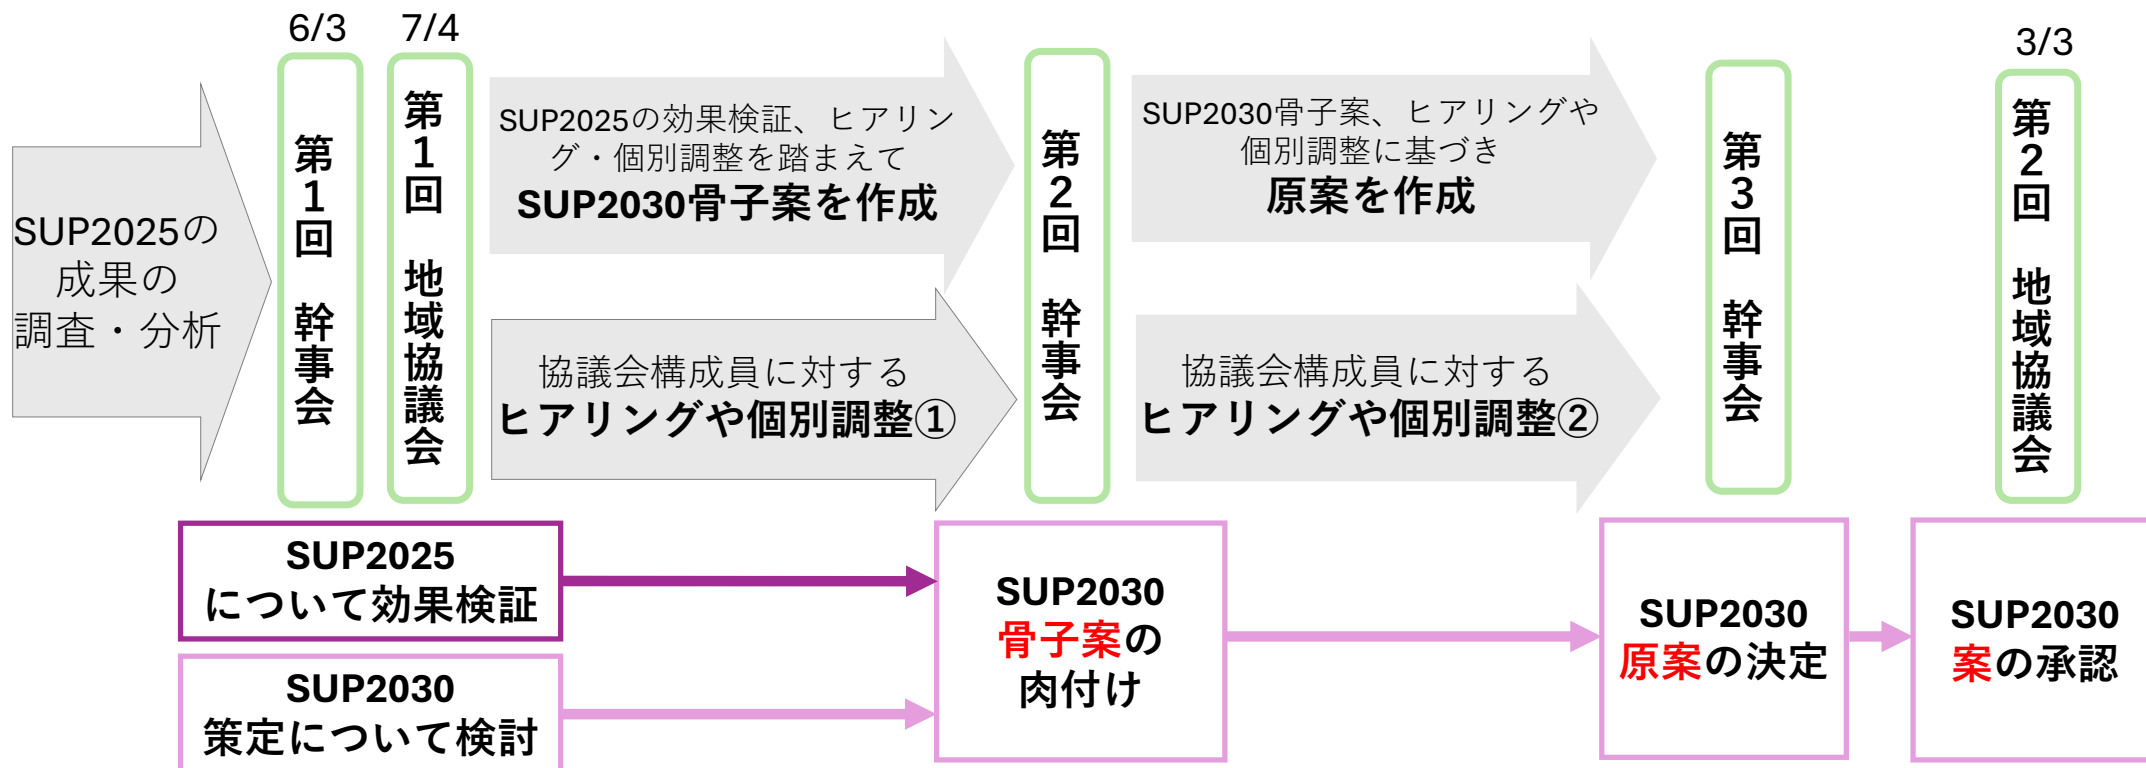 6/3
7/4
3/3
SUP2025の
成果の
調査・分析
第1回　幹事会
第1回　地域協議会
SUP2025の効果検証、ヒアリン
グ・個別調整を踏まえて
SUP2030骨子案を作成
協議会構成員に対する
ヒアリングや個別調整①
第2回　幹事会
SUP2030骨子案、ヒアリングや
個別調整に基づき
原案を作成
協議会構成員に対する
ヒアリングや個別調整②
第3回　幹事会
第2回　地域協議会
SUP2025
について効果検証
SUP2030
策定について検討
SUP2030
骨子案の
肉付け
SUP2030
原案の決定
SUP2030
案の承認